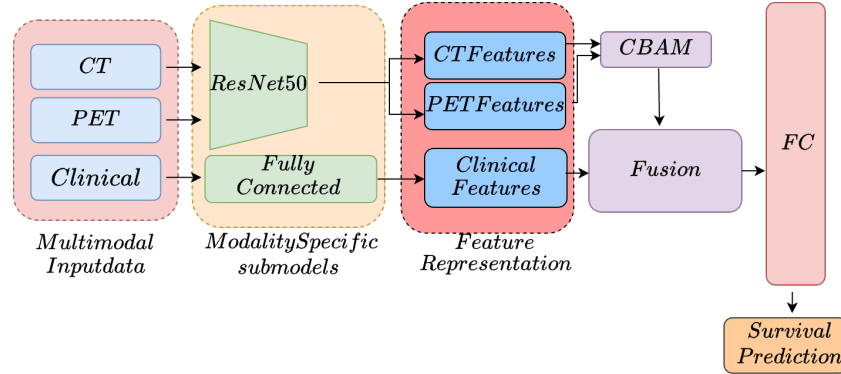 CT
PET
Clinical
Multimodal
Inputdata
ResNet50
Fully
Connected
ModalitySpecific
submodels
CTFeatures
PETFeatures
Clinical
Features
Feature
Representation
CBAM
Fusion
FC
Survival
Prediction